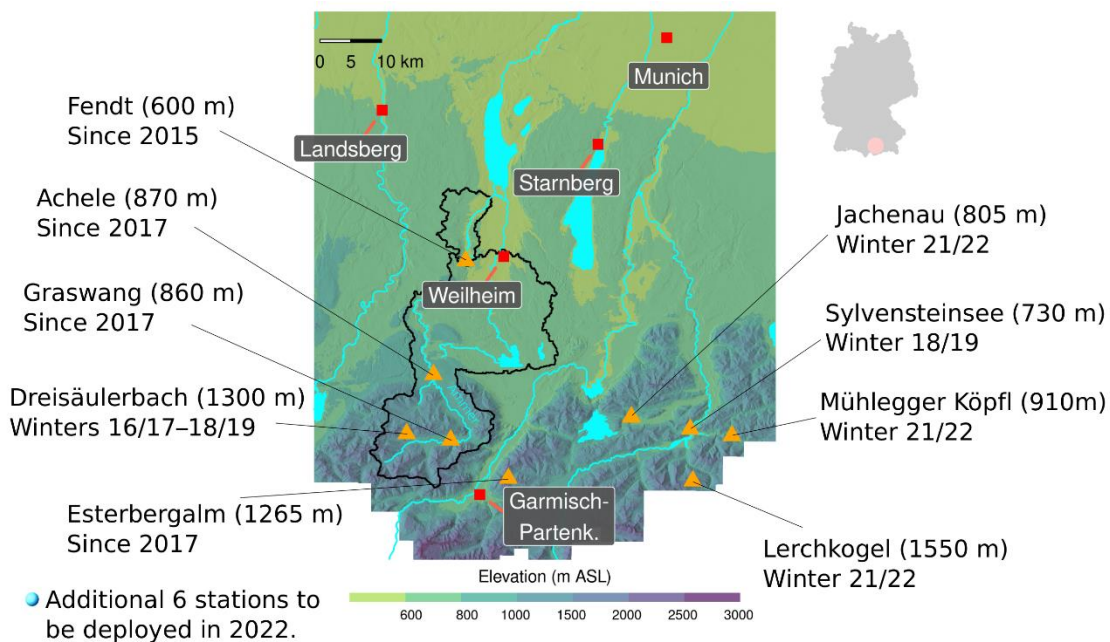 0 5 10 km
Munich
Landsberg
Starnberg
Weilheim
Garmisch-
Partenk.
Fendt (600 m)
Since 2015
Achele (870 m)
Since 2017
Graswang (860 m)
Since 2017
Dreisäulerbach (1300 m)
Winters 16/17–18/19
Esterbergalm (1265 m)
Since 2017
Additional 6 stations to
be deployed in 2022.
Jachenau (805 m)
Winter 21/22
Sylvensteinsee (730 m)
Winter 18/19
Mühlegger Köpfl (910m)
Winter 21/22
Lerchkogel (1550 m)
Winter 21/22
Elevation (m ASL)
600 800 1000 1500 2000 2500 3000